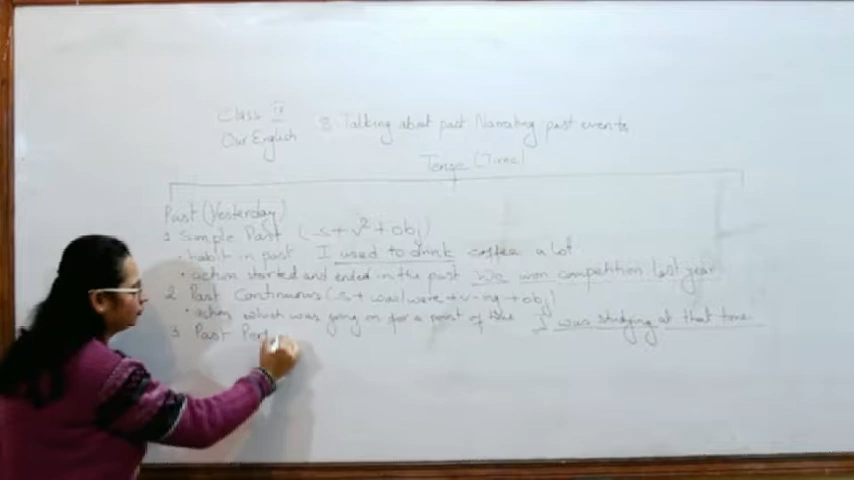 Class IX
Our English
8 Talking about past Narrating past events
Tense (Time)
Past (Yesterday)
1 Simple Past (-s + v² + obj)
• habit in past I used to drink coffee a lot
• action started and ended in the past We won competition last year
2 Past Continuous (s + was/were + v-ing + obj)
• action which was going on for a point of time I was studying at that time
3 Past Perf